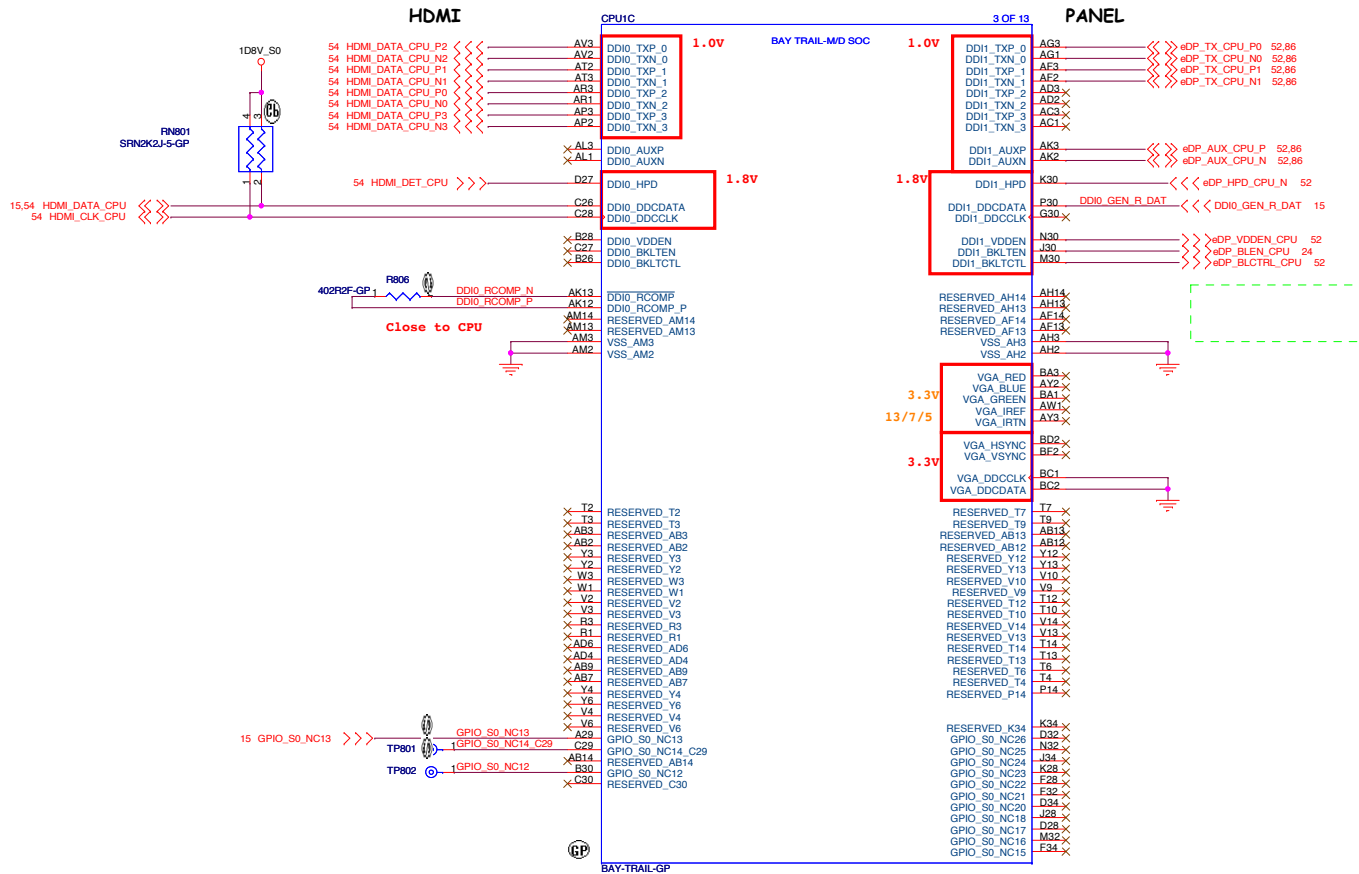 HDMI
CPU1C
3 OF 13
PANEL
BAY TRAIL-M/D SOC
1.0V
1.0V
1D8V_S0
54 HDMI_DATA_CPU_P2 AV3 DDI0_TXP_0
54 HDMI_DATA_CPU_N2 AV2 DDI0_TXN_0
54 HDMI_DATA_CPU_P1 AT2 DDI0_TXP_1
54 HDMI_DATA_CPU_N1 AT3 DDI0_TXN_1
54 HDMI_DATA_CPU_P0 AR3 DDI0_TXP_2
54 HDMI_DATA_CPU_N0 AR1 DDI0_TXN_2
54 HDMI_DATA_CPU_P3 AP3 DDI0_TXP_3
54 HDMI_DATA_CPU_N3 AP2 DDI0_TXN_3
AL3 DDI0_AUXP
AL1 DDI0_AUXN
4 3
RN801
SRN2K2J-5-GP
1 2
1.8V
54 HDMI_DET_CPU D27 DDI0_HPD
15,54 HDMI_DATA_CPU C26 DDI0_DDCDATA
54 HDMI_CLK_CPU C28 DDI0_DDCCLK
B28 DDI0_VDDEN
C27 DDI0_BKLTEN
B26 DDI0_BKLTCTL
R806
402R2F-GP 1
DDI0_RCOMP_N AK13 DDI0_RCOMP
DDI0_RCOMP_P AK12 DDI0_RCOMP_P
Close to CPU
AM14 RESERVED_AM14
AM13 RESERVED_AM13
AM3 VSS_AM3
AM2 VSS_AM2
T2 RESERVED_T2
T3 RESERVED_T3
AB3 RESERVED_AB3
AB2 RESERVED_AB2
Y3 RESERVED_Y3
Y2 RESERVED_Y2
W3 RESERVED_W3
W1 RESERVED_W1
V2 RESERVED_V2
V3 RESERVED_V3
R3 RESERVED_R3
R1 RESERVED_R1
AD6 RESERVED_AD6
AD4 RESERVED_AD4
AB9 RESERVED_AB9
AB7 RESERVED_AB7
Y4 RESERVED_Y4
Y6 RESERVED_Y6
V4 RESERVED_V4
V6 RESERVED_V6
15 GPIO_S0_NC13 GPIO_S0_NC13 A29 GPIO_S0_NC13
TP801 1 GPIO_S0_NC14_C29 C29 GPIO_S0_NC14_C29
AB14 RESERVED_AB14
TP802 1 GPIO_S0_NC12 B30 GPIO_S0_NC12
C30 RESERVED_C30
DDI1_TXP_0 AG3 eDP_TX_CPU_P0 52,86
DDI1_TXN_0 AG1 eDP_TX_CPU_N0 52,86
DDI1_TXP_1 AF3 eDP_TX_CPU_P1 52,86
DDI1_TXN_1 AF2 eDP_TX_CPU_N1 52,86
DDI1_TXP_2 AD3
DDI1_TXN_2 AD2
DDI1_TXP_3 AC3
DDI1_TXN_3 AC1
DDI1_AUXP AK3 eDP_AUX_CPU_P 52,86
DDI1_AUXN AK2 eDP_AUX_CPU_N 52,86
1.8V
DDI1_HPD K30 eDP_HPD_CPU_N 52
DDI1_DDCDATA P30 DDI0_GEN_R_DAT DDI0_GEN_R_DAT 15
DDI1_DDCCLK G30
DDI1_VDDEN N30 eDP_VDDEN_CPU 52
DDI1_BKLTEN J30 eDP_BLEN_CPU 24
DDI1_BKLTCTL M30 eDP_BLCTRL_CPU 52
RESERVED_AH14 AH14
RESERVED_AH13 AH13
RESERVED_AF14 AF14
RESERVED_AF13 AF13
VSS_AH3 AH3
VSS_AH2 AH2
VGA_RED BA3
VGA_BLUE AY2
3.3V VGA_GREEN BA1
VGA_IREF AW1
13/7/5 VGA_IRTN AY3
VGA_HSYNC BD2
VGA_VSYNC BF2
3.3V
VGA_DDCCLK BC1
VGA_DDCDATA BC2
RESERVED_T7 T7
RESERVED_T9 T9
RESERVED_AB13 AB13
RESERVED_AB12 AB12
RESERVED_Y12 Y12
RESERVED_Y13 Y13
RESERVED_V10 V10
RESERVED_V9 V9
RESERVED_T12 T12
RESERVED_T10 T10
RESERVED_V14 V14
RESERVED_V13 V13
RESERVED_T14 T14
RESERVED_T13 T13
RESERVED_T6 T6
RESERVED_T4 T4
RESERVED_P14 P14
RESERVED_K34 K34
GPIO_S0_NC26 D32
GPIO_S0_NC25 N32
GPIO_S0_NC24 J34
GPIO_S0_NC23 K28
GPIO_S0_NC22 F28
GPIO_S0_NC21 F32
GPIO_S0_NC20 D34
GPIO_S0_NC18 J28
GPIO_S0_NC17 D28
GPIO_S0_NC16 M32
GPIO_S0_NC15 F34
GP
BAY-TRAIL-GP